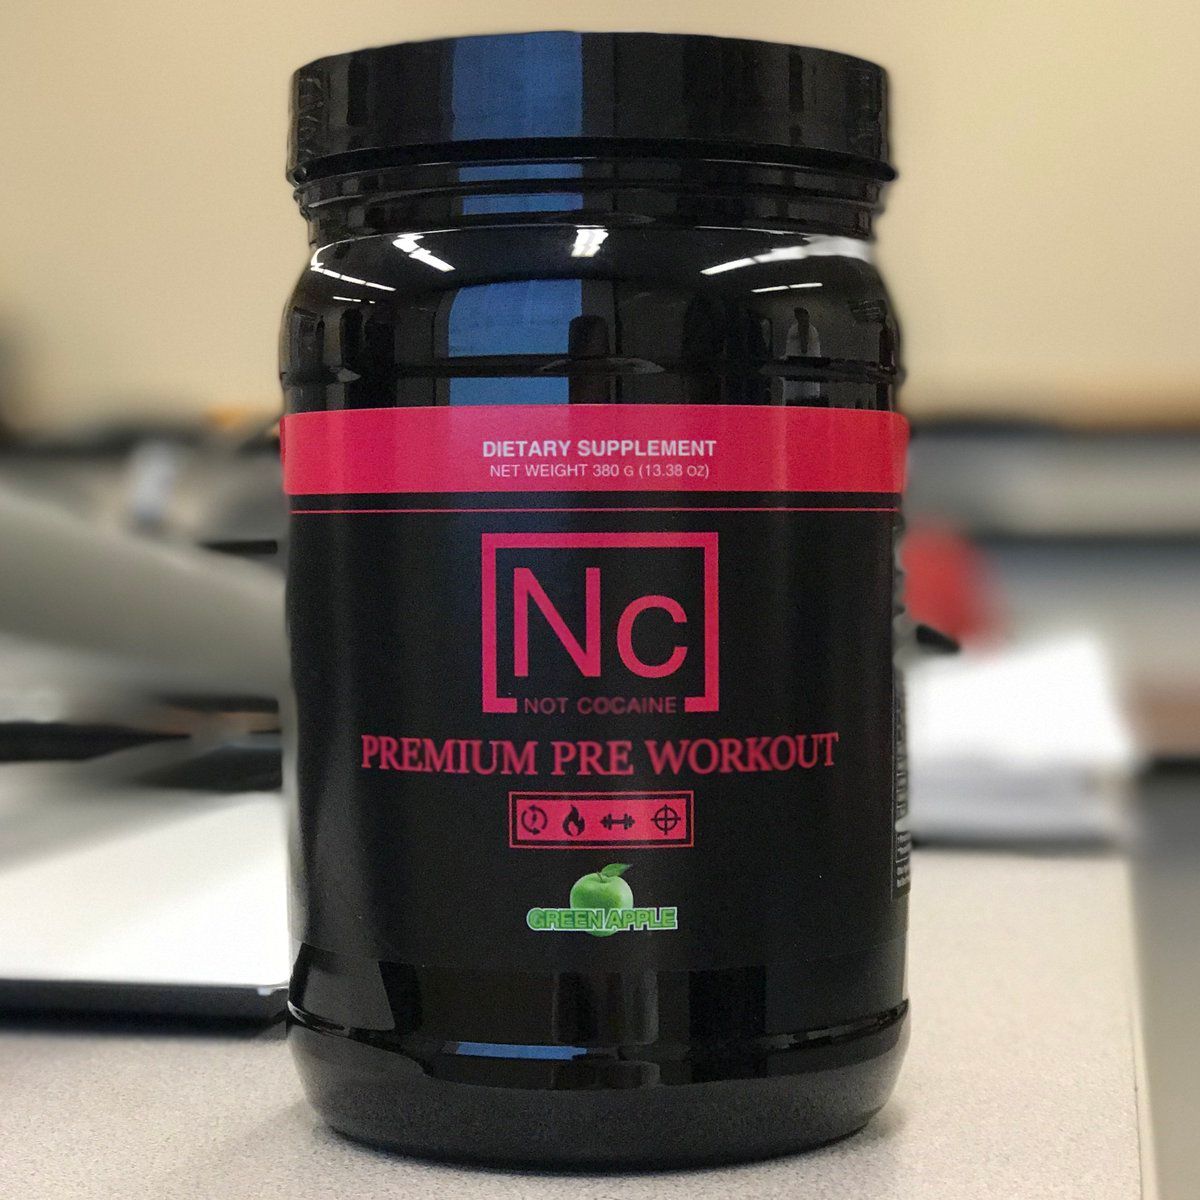 DIETARY SUPPLEMENT
NET WEIGHT 380 G (13.38 OZ)
Nc
NOT COCAINE
PREMIUM PRE WORKOUT
GREEN APPLE